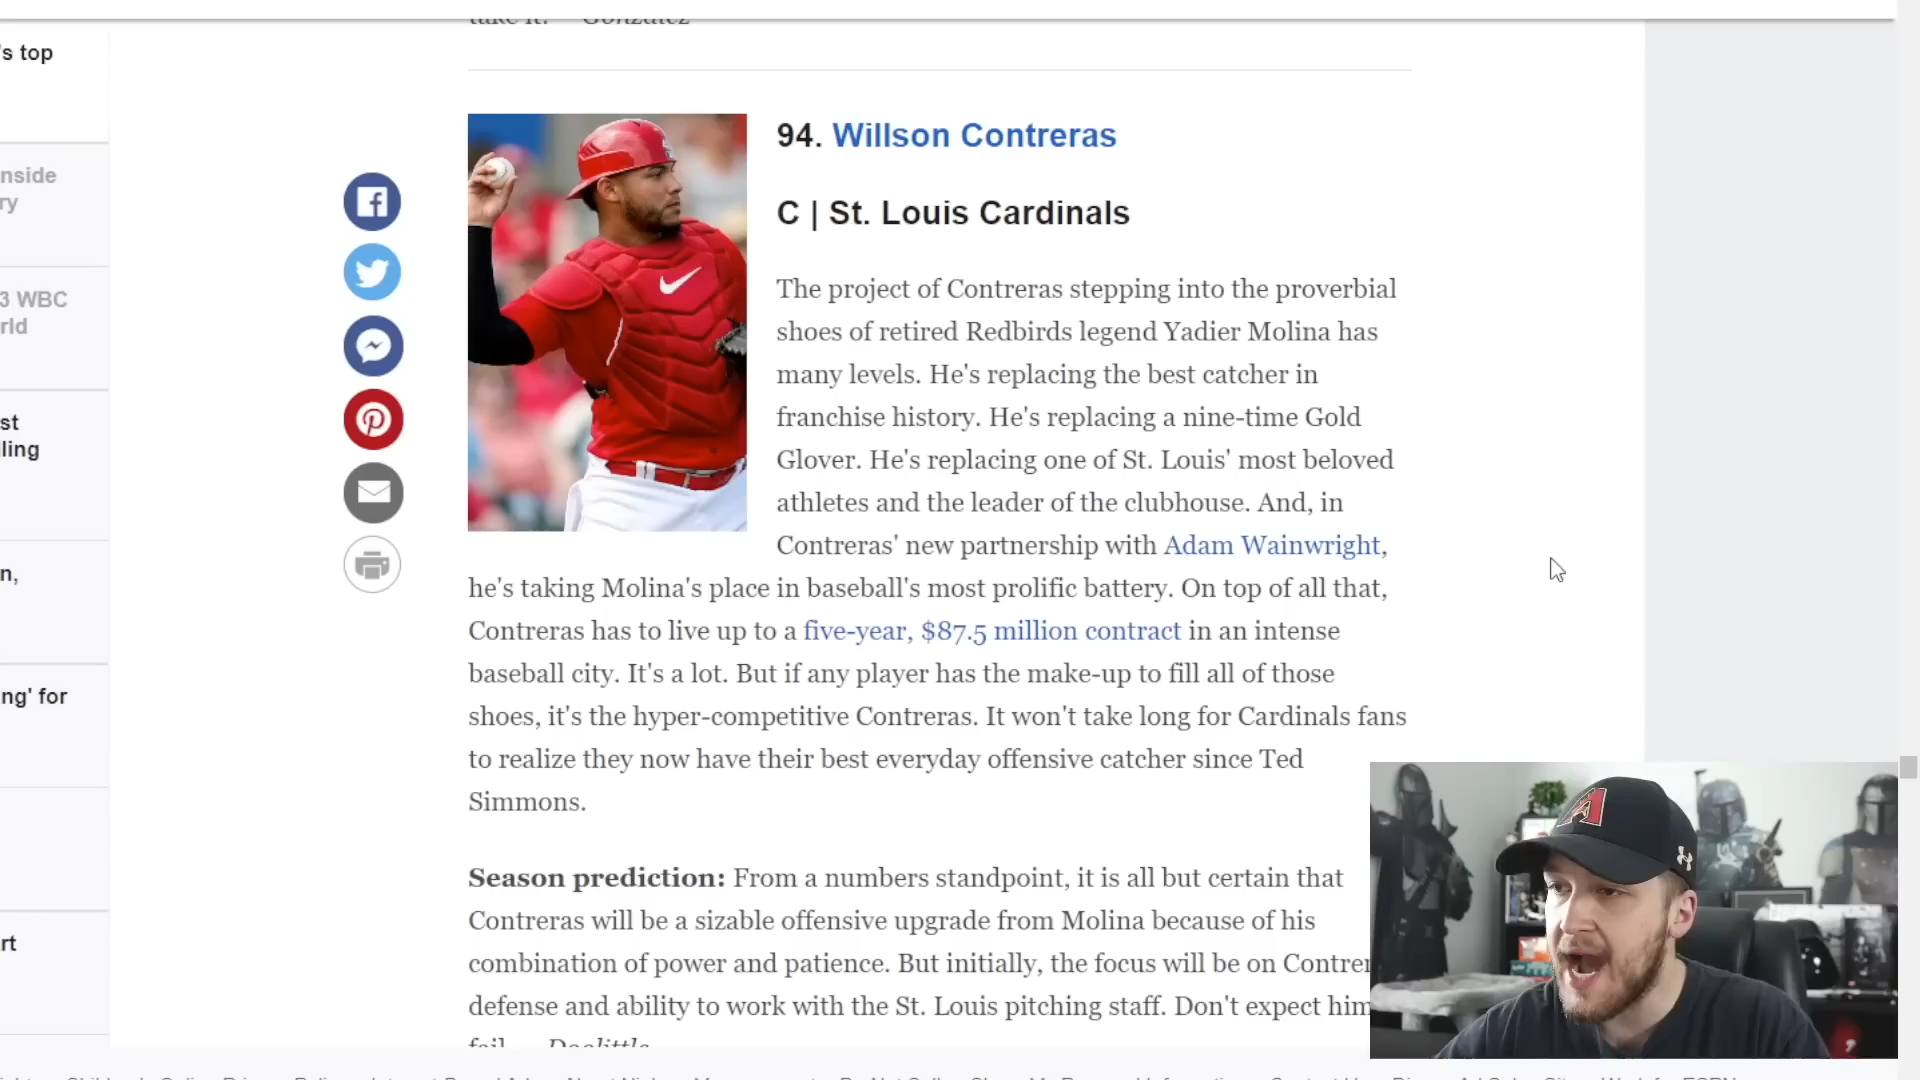 take it. — Gonzalez
's top
nside
ry
3 WBC
rld
st
lling
n,
ng' for
rt
94. Willson Contreras
C | St. Louis Cardinals
The project of Contreras stepping into the proverbial
shoes of retired Redbirds legend Yadier Molina has
many levels. He's replacing the best catcher in
franchise history. He's replacing a nine-time Gold
Glover. He's replacing one of St. Louis' most beloved
athletes and the leader of the clubhouse. And, in
Contreras' new partnership with Adam Wainwright,
he's taking Molina's place in baseball's most prolific battery. On top of all that,
Contreras has to live up to a five-year, $87.5 million contract in an intense
baseball city. It's a lot. But if any player has the make-up to fill all of those
shoes, it's the hyper-competitive Contreras. It won't take long for Cardinals fans
to realize they now have their best everyday offensive catcher since Ted
Simmons.
Season prediction: From a numbers standpoint, it is all but certain that
Contreras will be a sizable offensive upgrade from Molina because of his
combination of power and patience. But initially, the focus will be on Contrer
defense and ability to work with the St. Louis pitching staff. Don't expect him
fail. — Doolittle
A